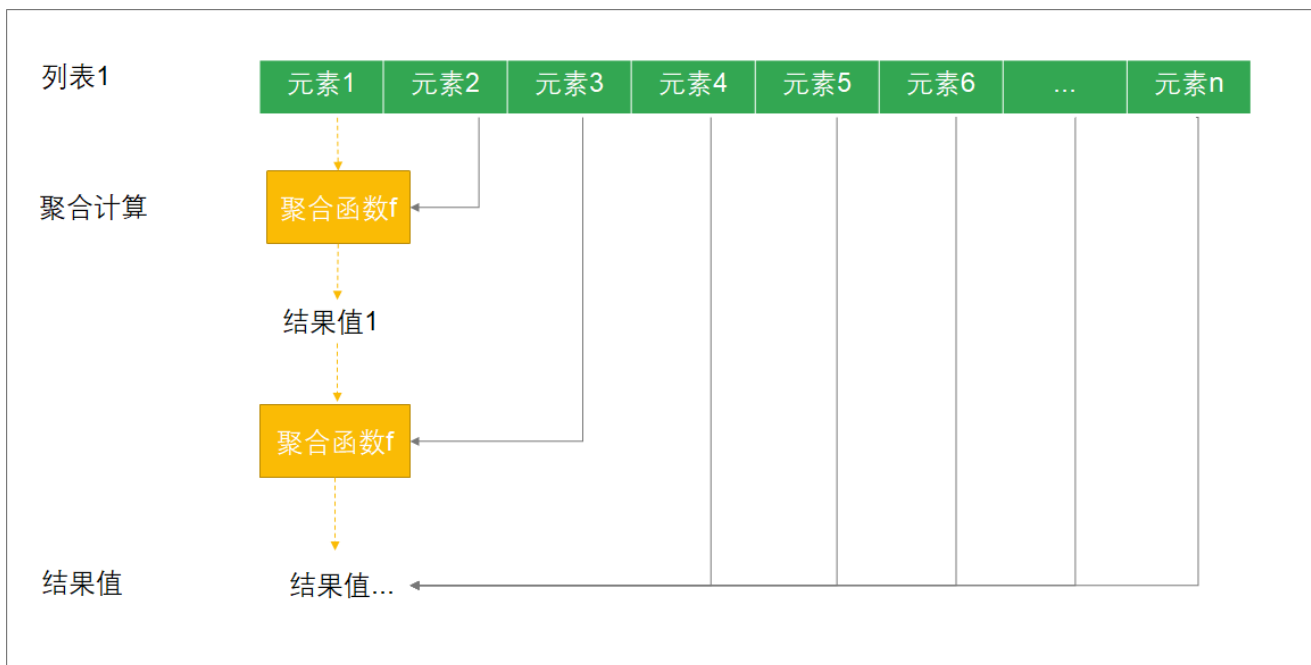 列表1
元素1 元素2 元素3 元素4 元素5 元素6 ... 元素n
聚合计算
聚合函数f
结果值1
聚合函数f
结果值
结果值...